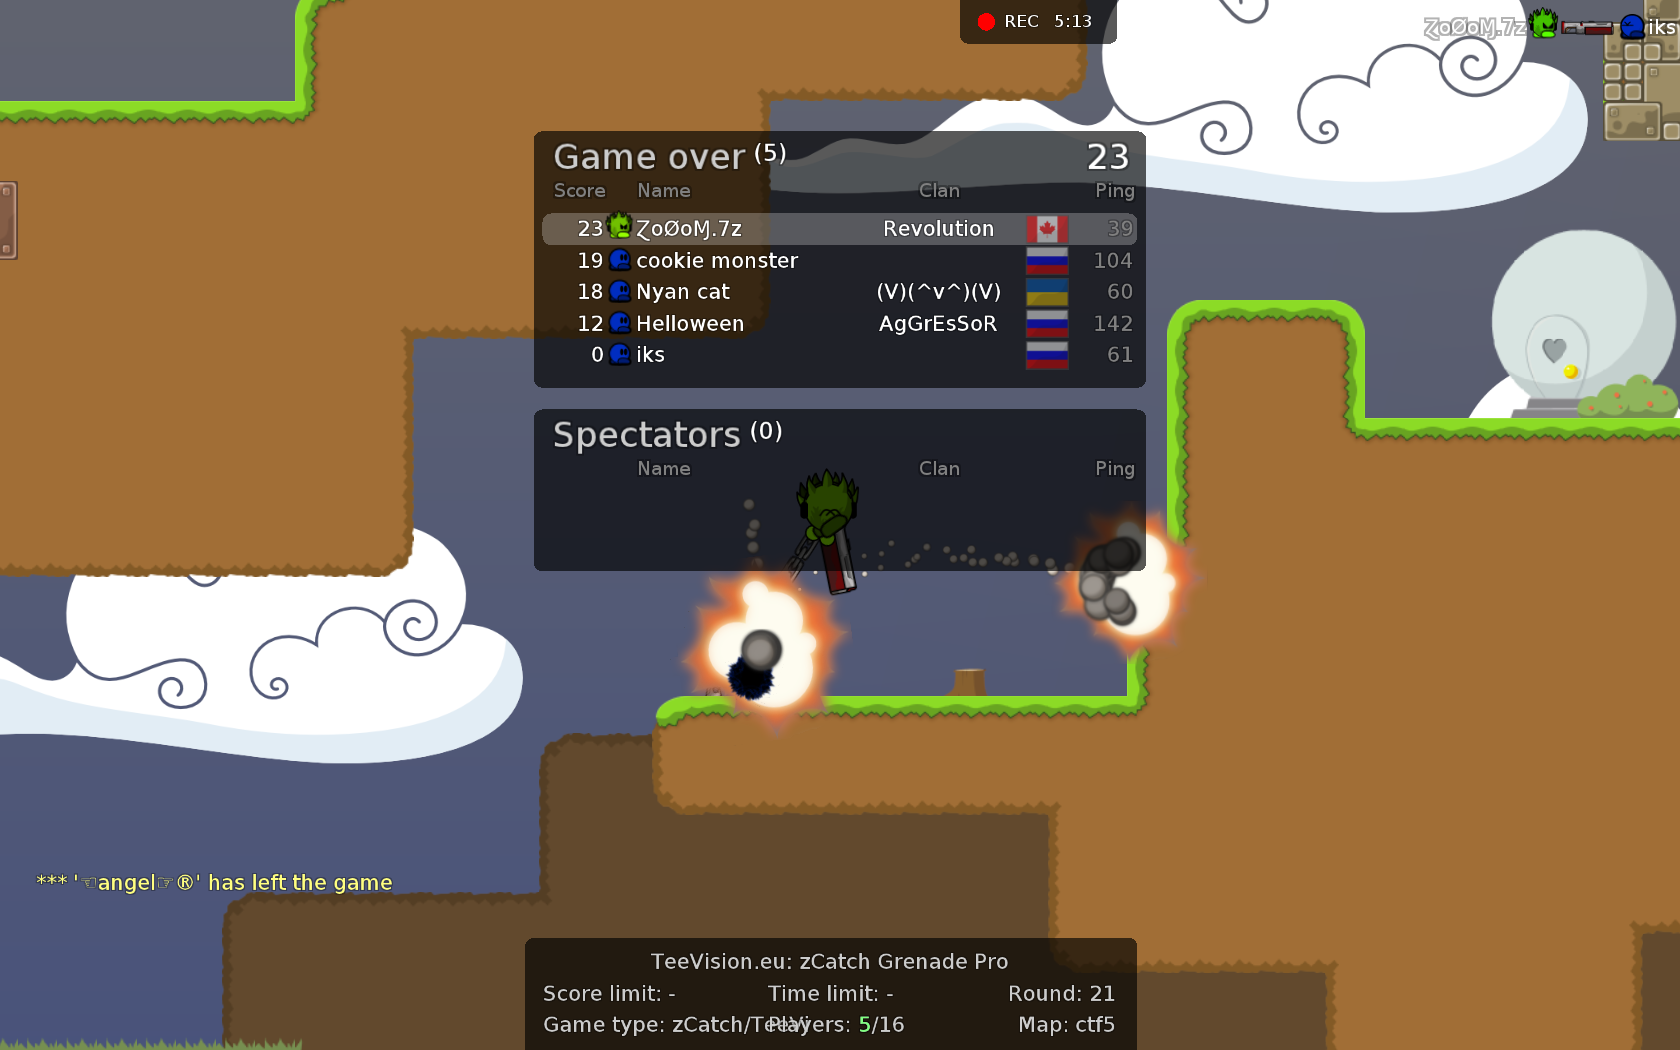 REC 5:13
ⱿoØoⱮ.7z iks
Game over (5) 23
Score Name Clan Ping
23 ⱿoØoⱮ.7z Revolution 39
19 cookie monster 104
18 Nyan cat (V)(^v^)(V) 60
12 Helloween AgGrEsSoR 142
0 iks 61
Spectators (0)
Name Clan Ping
*** '☜angel☞®' has left the game
TeeVision.eu: zCatch Grenade Pro
Score limit: - Time limit: - Round: 21
Game type: zCatch/TeeVi Players: 5/16 Map: ctf5